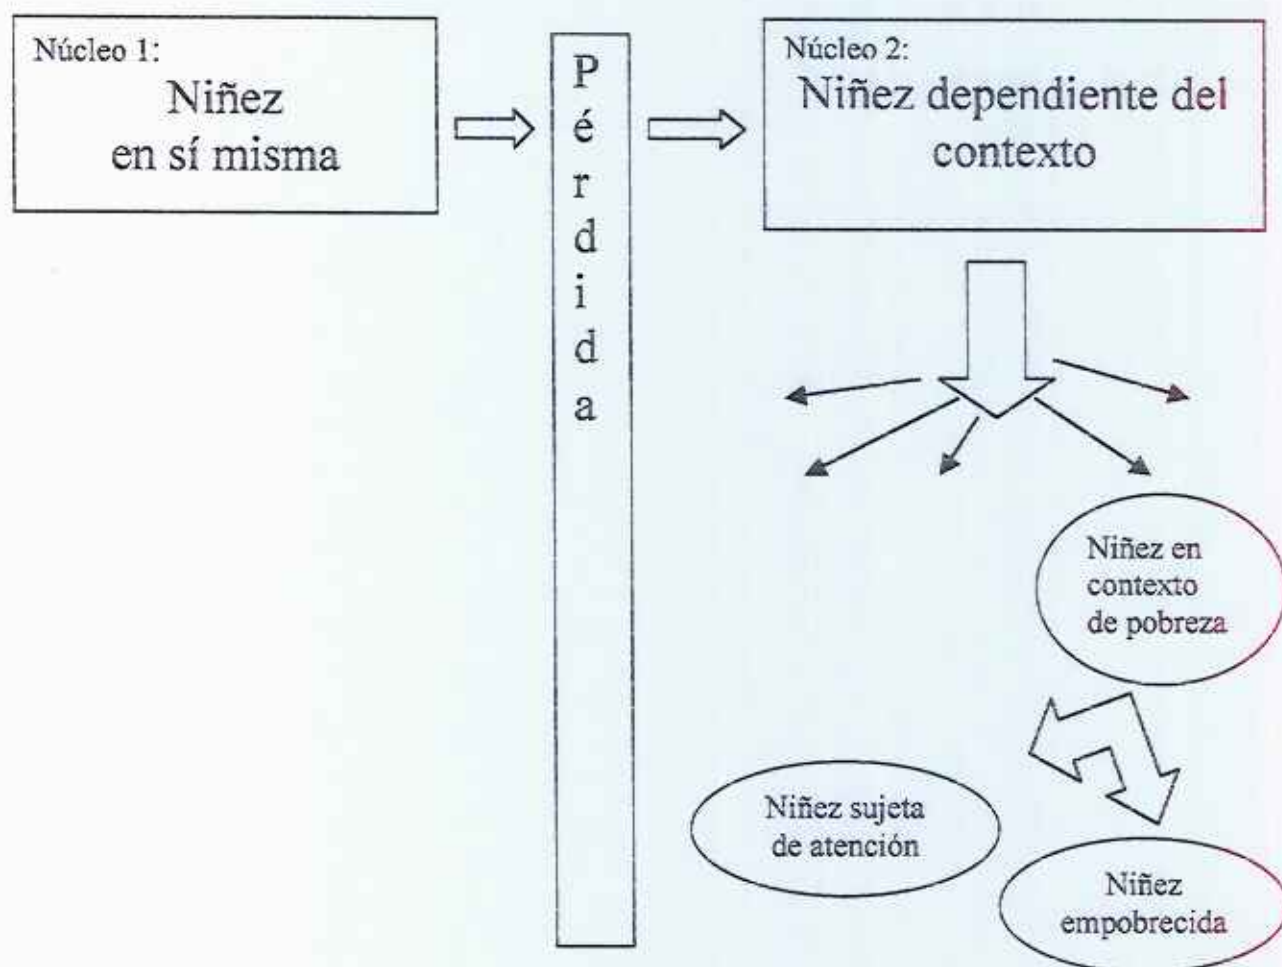 Núcleo 1:
Niñez
en sí misma
Pérdida
Núcleo 2:
Niñez dependiente del
contexto
Niñez en
contexto
de pobreza
Niñez sujeta
de atención
Niñez
empobrecida